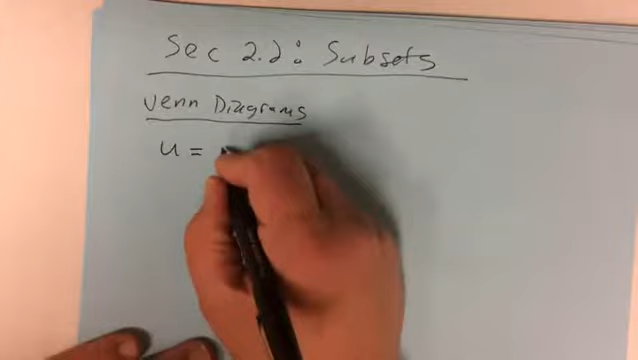 Sec 2.2: Subsets
Venn Diagrams
U =